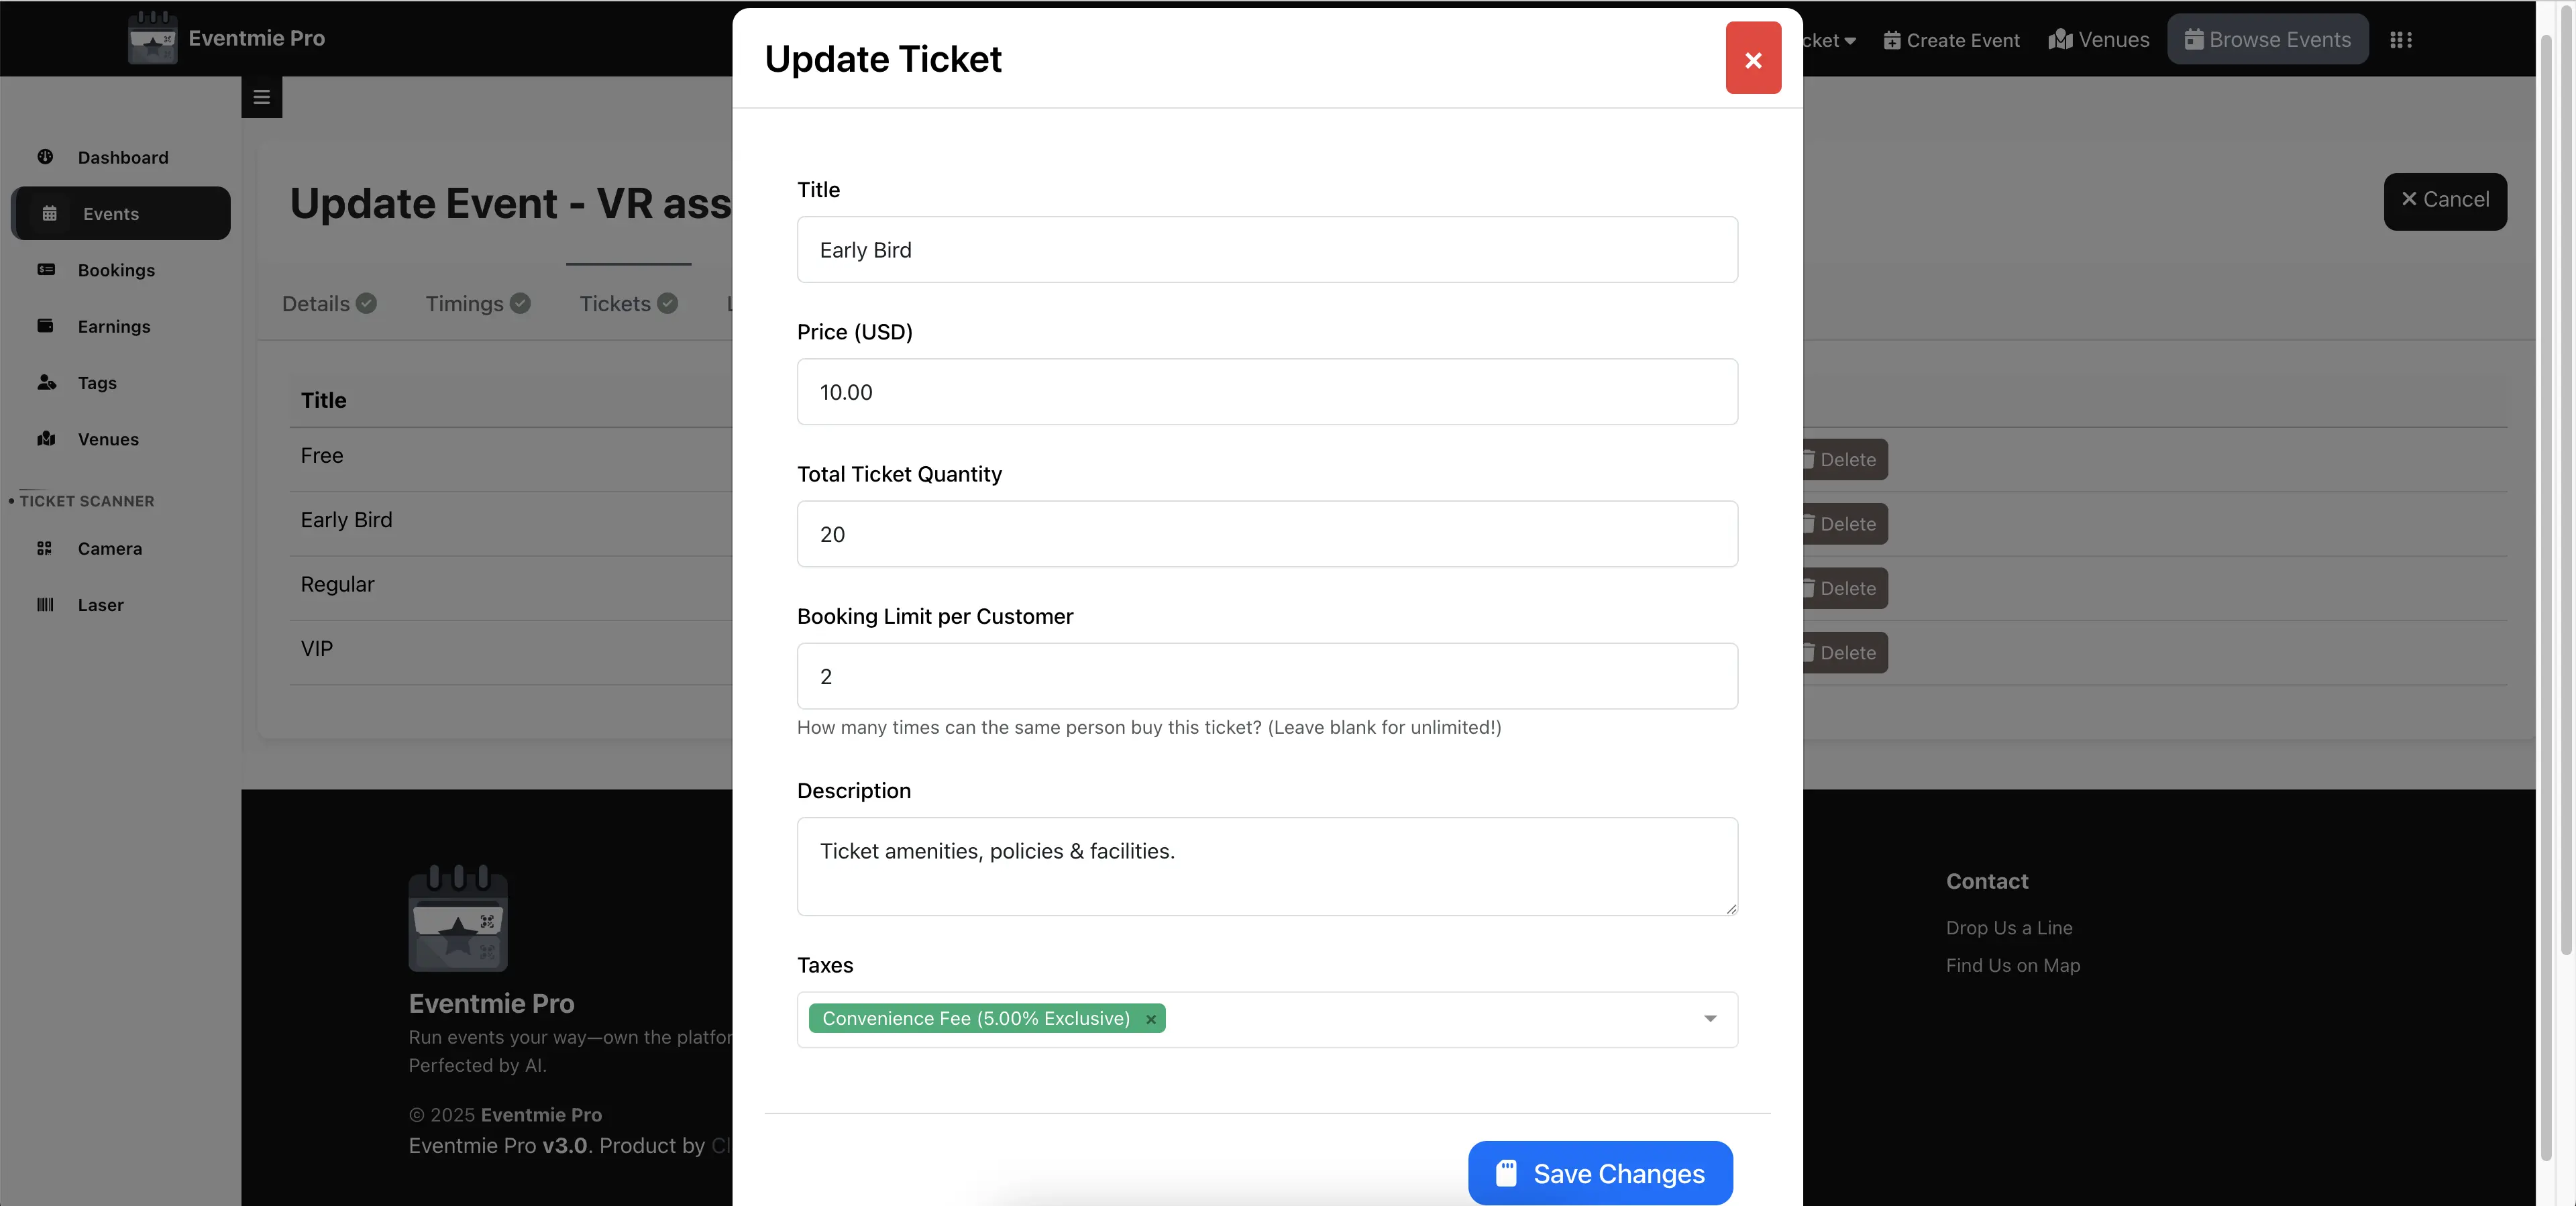 Eventmie Pro
cket
Create Event
Venues
Browse Events
Dashboard
Events
Bookings
Earnings
Tags
Venues
TICKET SCANNER
Camera
Laser
Update Event - VR ass
Cancel
Details
Timings
Tickets
Title
Free
Early Bird
Regular
VIP
Delete
Delete
Delete
Delete
Update Ticket
Title
Early Bird
Price (USD)
10.00
Total Ticket Quantity
20
Booking Limit per Customer
2
How many times can the same person buy this ticket? (Leave blank for unlimited!)
Description
Ticket amenities, policies & facilities.
Taxes
Convenience Fee (5.00% Exclusive) ×
Save Changes
Eventmie Pro
Run events your way—own the platfor
Perfected by AI.
© 2025 Eventmie Pro
Eventmie Pro v3.0. Product by Cl
Contact
Drop Us a Line
Find Us on Map